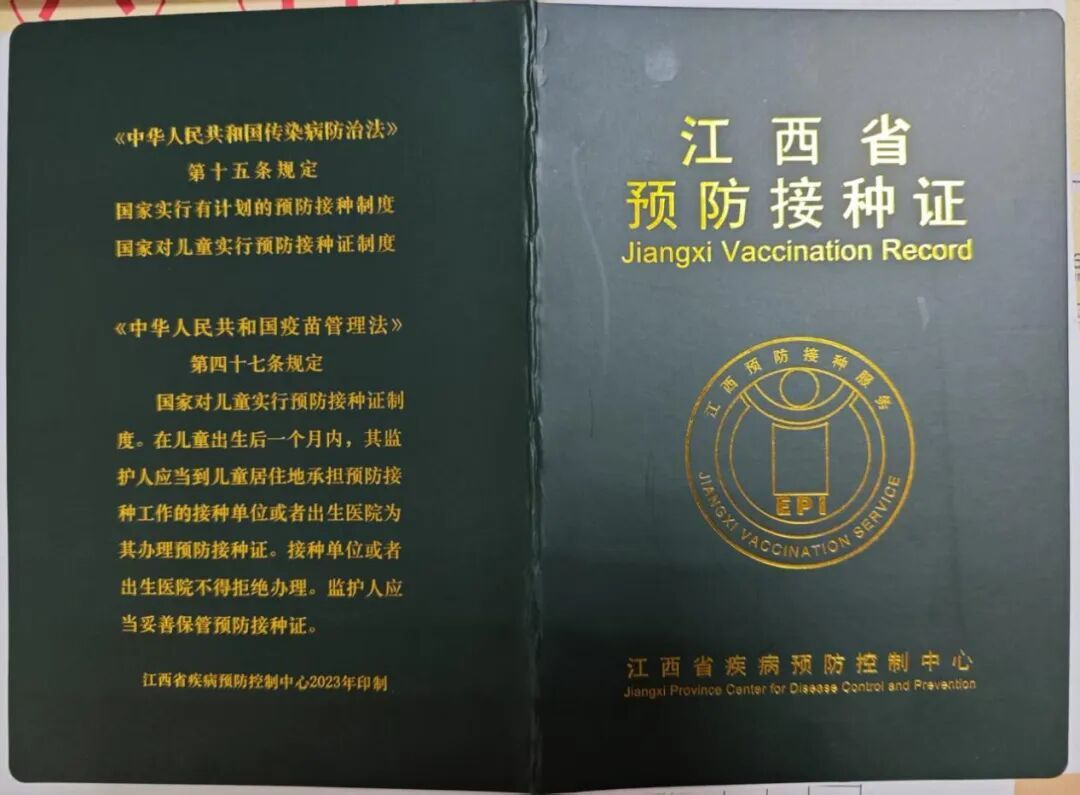 《中华人民共和国传染病防治法》
第十五条规定
国家实行有计划的预防接种制度
国家对儿童实行预防接种证制度
《中华人民共和国疫苗管理法》
第四十七条规定
国家对儿童实行预防接种证制
度。在儿童出生后一个月内，其监
护人应当到儿童居住地承担预防接
种工作的接种单位或者出生医院为
其办理预防接种证。接种单位或者
出生医院不得拒绝办理。监护人应
当妥善保管预防接种证。
江西省疾病预防控制中心2023年印制
江西省
预防接种证
Jiangxi Vaccination Record
江西预防接种服务
EPI
JIANGXI VACCINATION SERVICE
江西省疾病预防控制中心
Jiangxi Province Center for Disease Control and Prevention